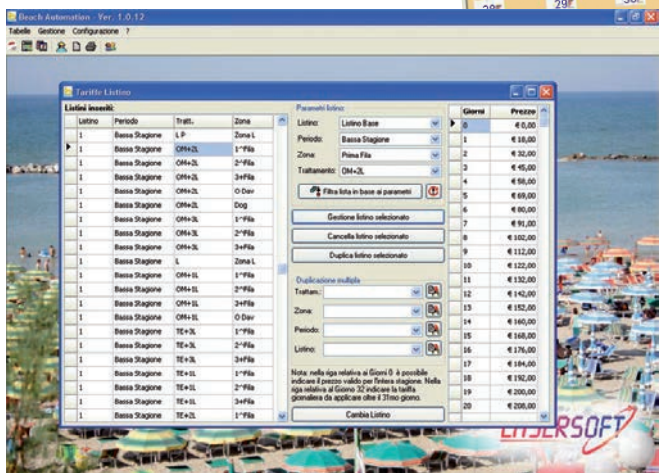 28F
29F
30F
Beach Automation - Ver. 1.0.12
Tabelle Gestione Configurazione ?
Tariffe Listino
Listini inseriti:
Listino Periodo Tratt. Zona
1 Bassa Stagione L P Zona L
1 Bassa Stagione OM+2L 1^Fila
1 Bassa Stagione OM+2L 2^Fila
1 Bassa Stagione OM+2L 3+Fila
1 Bassa Stagione OM+2L O Dav
1 Bassa Stagione OM+2L Dog
1 Bassa Stagione OM+3L 1^Fila
1 Bassa Stagione OM+3L 2^Fila
1 Bassa Stagione OM+3L 3+Fila
1 Bassa Stagione L Zona L
1 Bassa Stagione OM+1L 1^Fila
1 Bassa Stagione OM+1L 2^Fila
1 Bassa Stagione OM+1L 3+Fila
1 Bassa Stagione OM+1L O Dav
1 Bassa Stagione TE+3L 1^Fila
1 Bassa Stagione TE+3L 2^Fila
1 Bassa Stagione TE+3L 3+Fila
1 Bassa Stagione TE+1L 1^Fila
1 Bassa Stagione TE+1L 2^Fila
1 Bassa Stagione TE+1L 3+Fila
1 Bassa Stagione TE+2L 1^Fila
Parametri listino:
Listino: Listino Base
Periodo: Bassa Stagione
Zona: Prima Fila
Trattamento: OM+2L
Filtra lista in base ai parametri
Gestione listino selezionato
Cancella listino selezionato
Duplica listino selezionato
Duplicazione multipla
Trattam.:
Zona:
Periodo:
Listino:
Nota: nella riga relativa ai Giorni 0 è possibile
indicare il prezzo valido per l'intera stagione. Nella
riga relativa al Giorno 32 indicare la tariffa
giornaliera da applicare oltre il 31mo giorno.
Cambia Listino
Giorni Prezzo
0 € 0,00
1 € 18,00
2 € 32,00
3 € 45,00
4 € 58,00
5 € 69,00
6 € 80,00
7 € 91,00
8 € 102,00
9 € 112,00
10 € 122,00
11 € 132,00
12 € 142,00
13 € 152,00
14 € 160,00
15 € 168,00
16 € 176,00
17 € 184,00
18 € 192,00
19 € 200,00
20 € 208,00
LASERSOFT